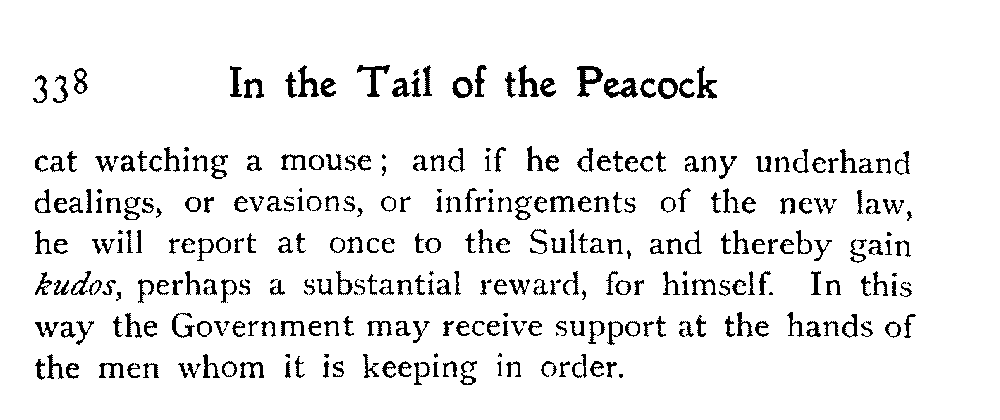 338 In the Tail of the Peacock
cat watching a mouse; and if he detect any underhand
dealings, or evasions, or infringements of the new law,
he will report at once to the Sultan, and thereby gain
kudos, perhaps a substantial reward, for himself. In this
way the Government may receive support at the hands of
the men whom it is keeping in order.